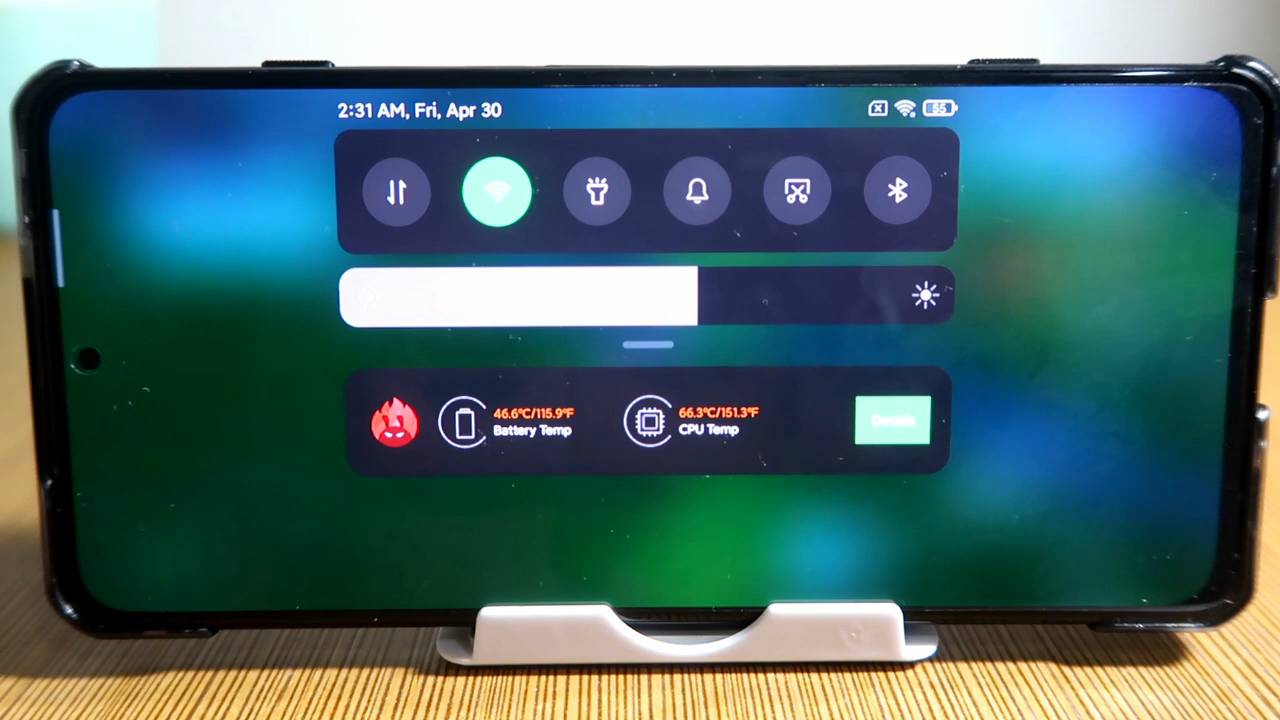 2:31 AM, Fri, Apr 30
55
46.6°C/115.9°F
Battery Temp
66.3°C/151.3°F
CPU Temp
Details